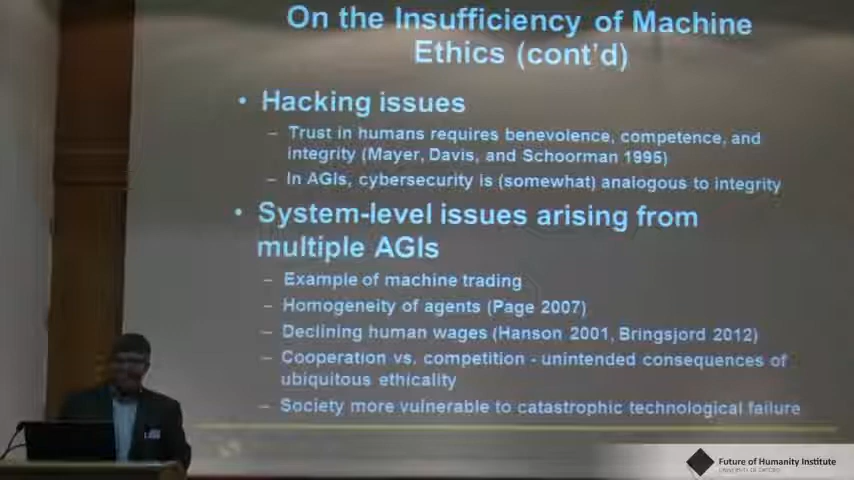 On the Insufficiency of Machine
Ethics (cont'd)
• Hacking issues
– Trust in humans requires benevolence, competence, and
integrity (Mayer, Davis, and Schoorman 1995)
– In AGIs, cybersecurity is (somewhat) analogous to integrity
• System-level issues arising from
multiple AGIs
– Example of machine trading
– Homogeneity of agents (Page 2007)
– Declining human wages (Hanson 2001, Bringsjord 2012)
– Cooperation vs. competition - unintended consequences of
ubiquitous ethicality
– Society more vulnerable to catastrophic technological failure
Future of Humanity Institute
UNIVERSITY OF OXFORD